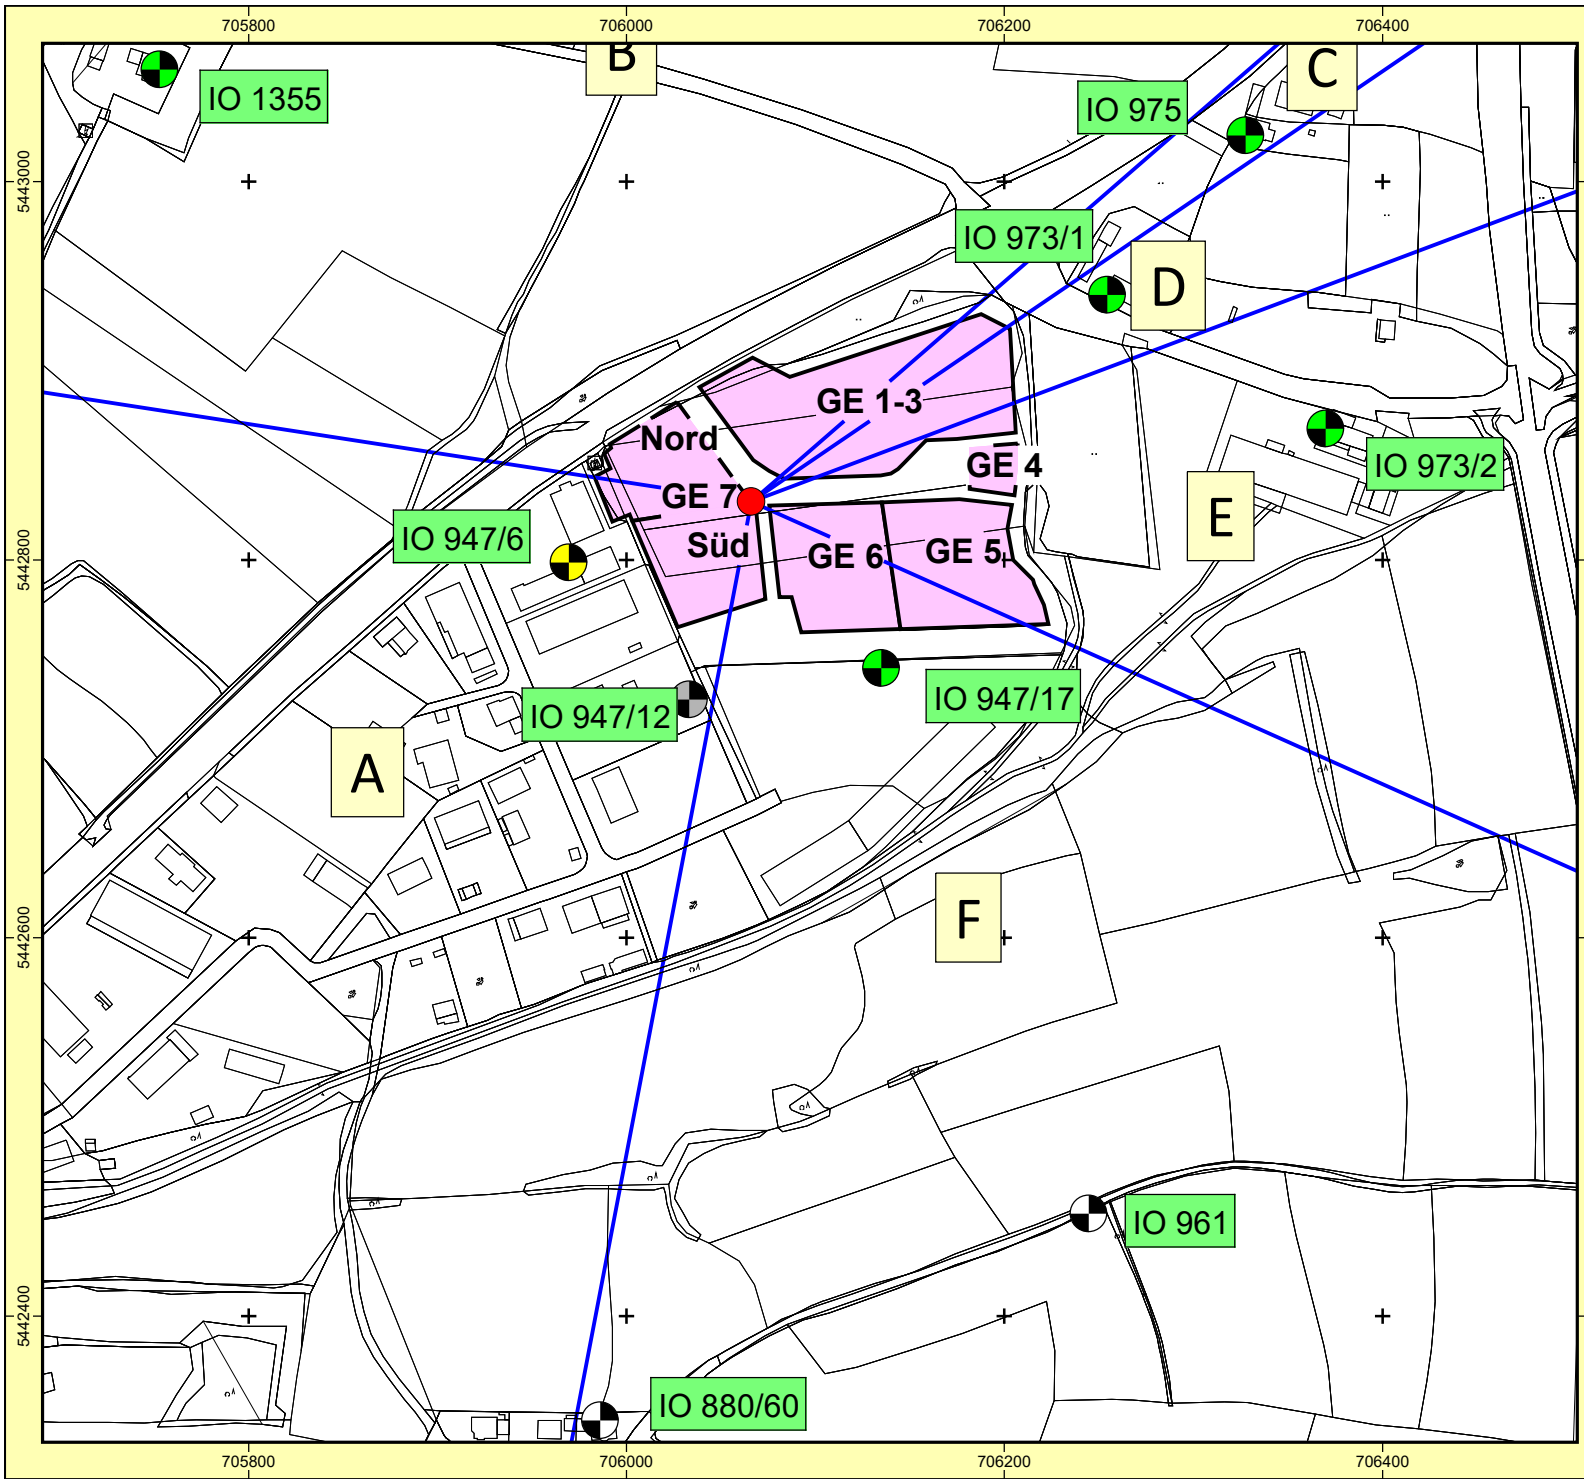 705800
706000
706200
706400
B
C
IO 1355
IO 975
5443000
IO 973/1
D
GE 1-3
Nord
GE 4
IO 973/2
GE 7
E
IO 947/6
Süd
GE 6
GE 5
5442800
IO 947/17
IO 947/12
A
F
5442600
IO 961
5442400
IO 880/60
705800
706000
706200
706400